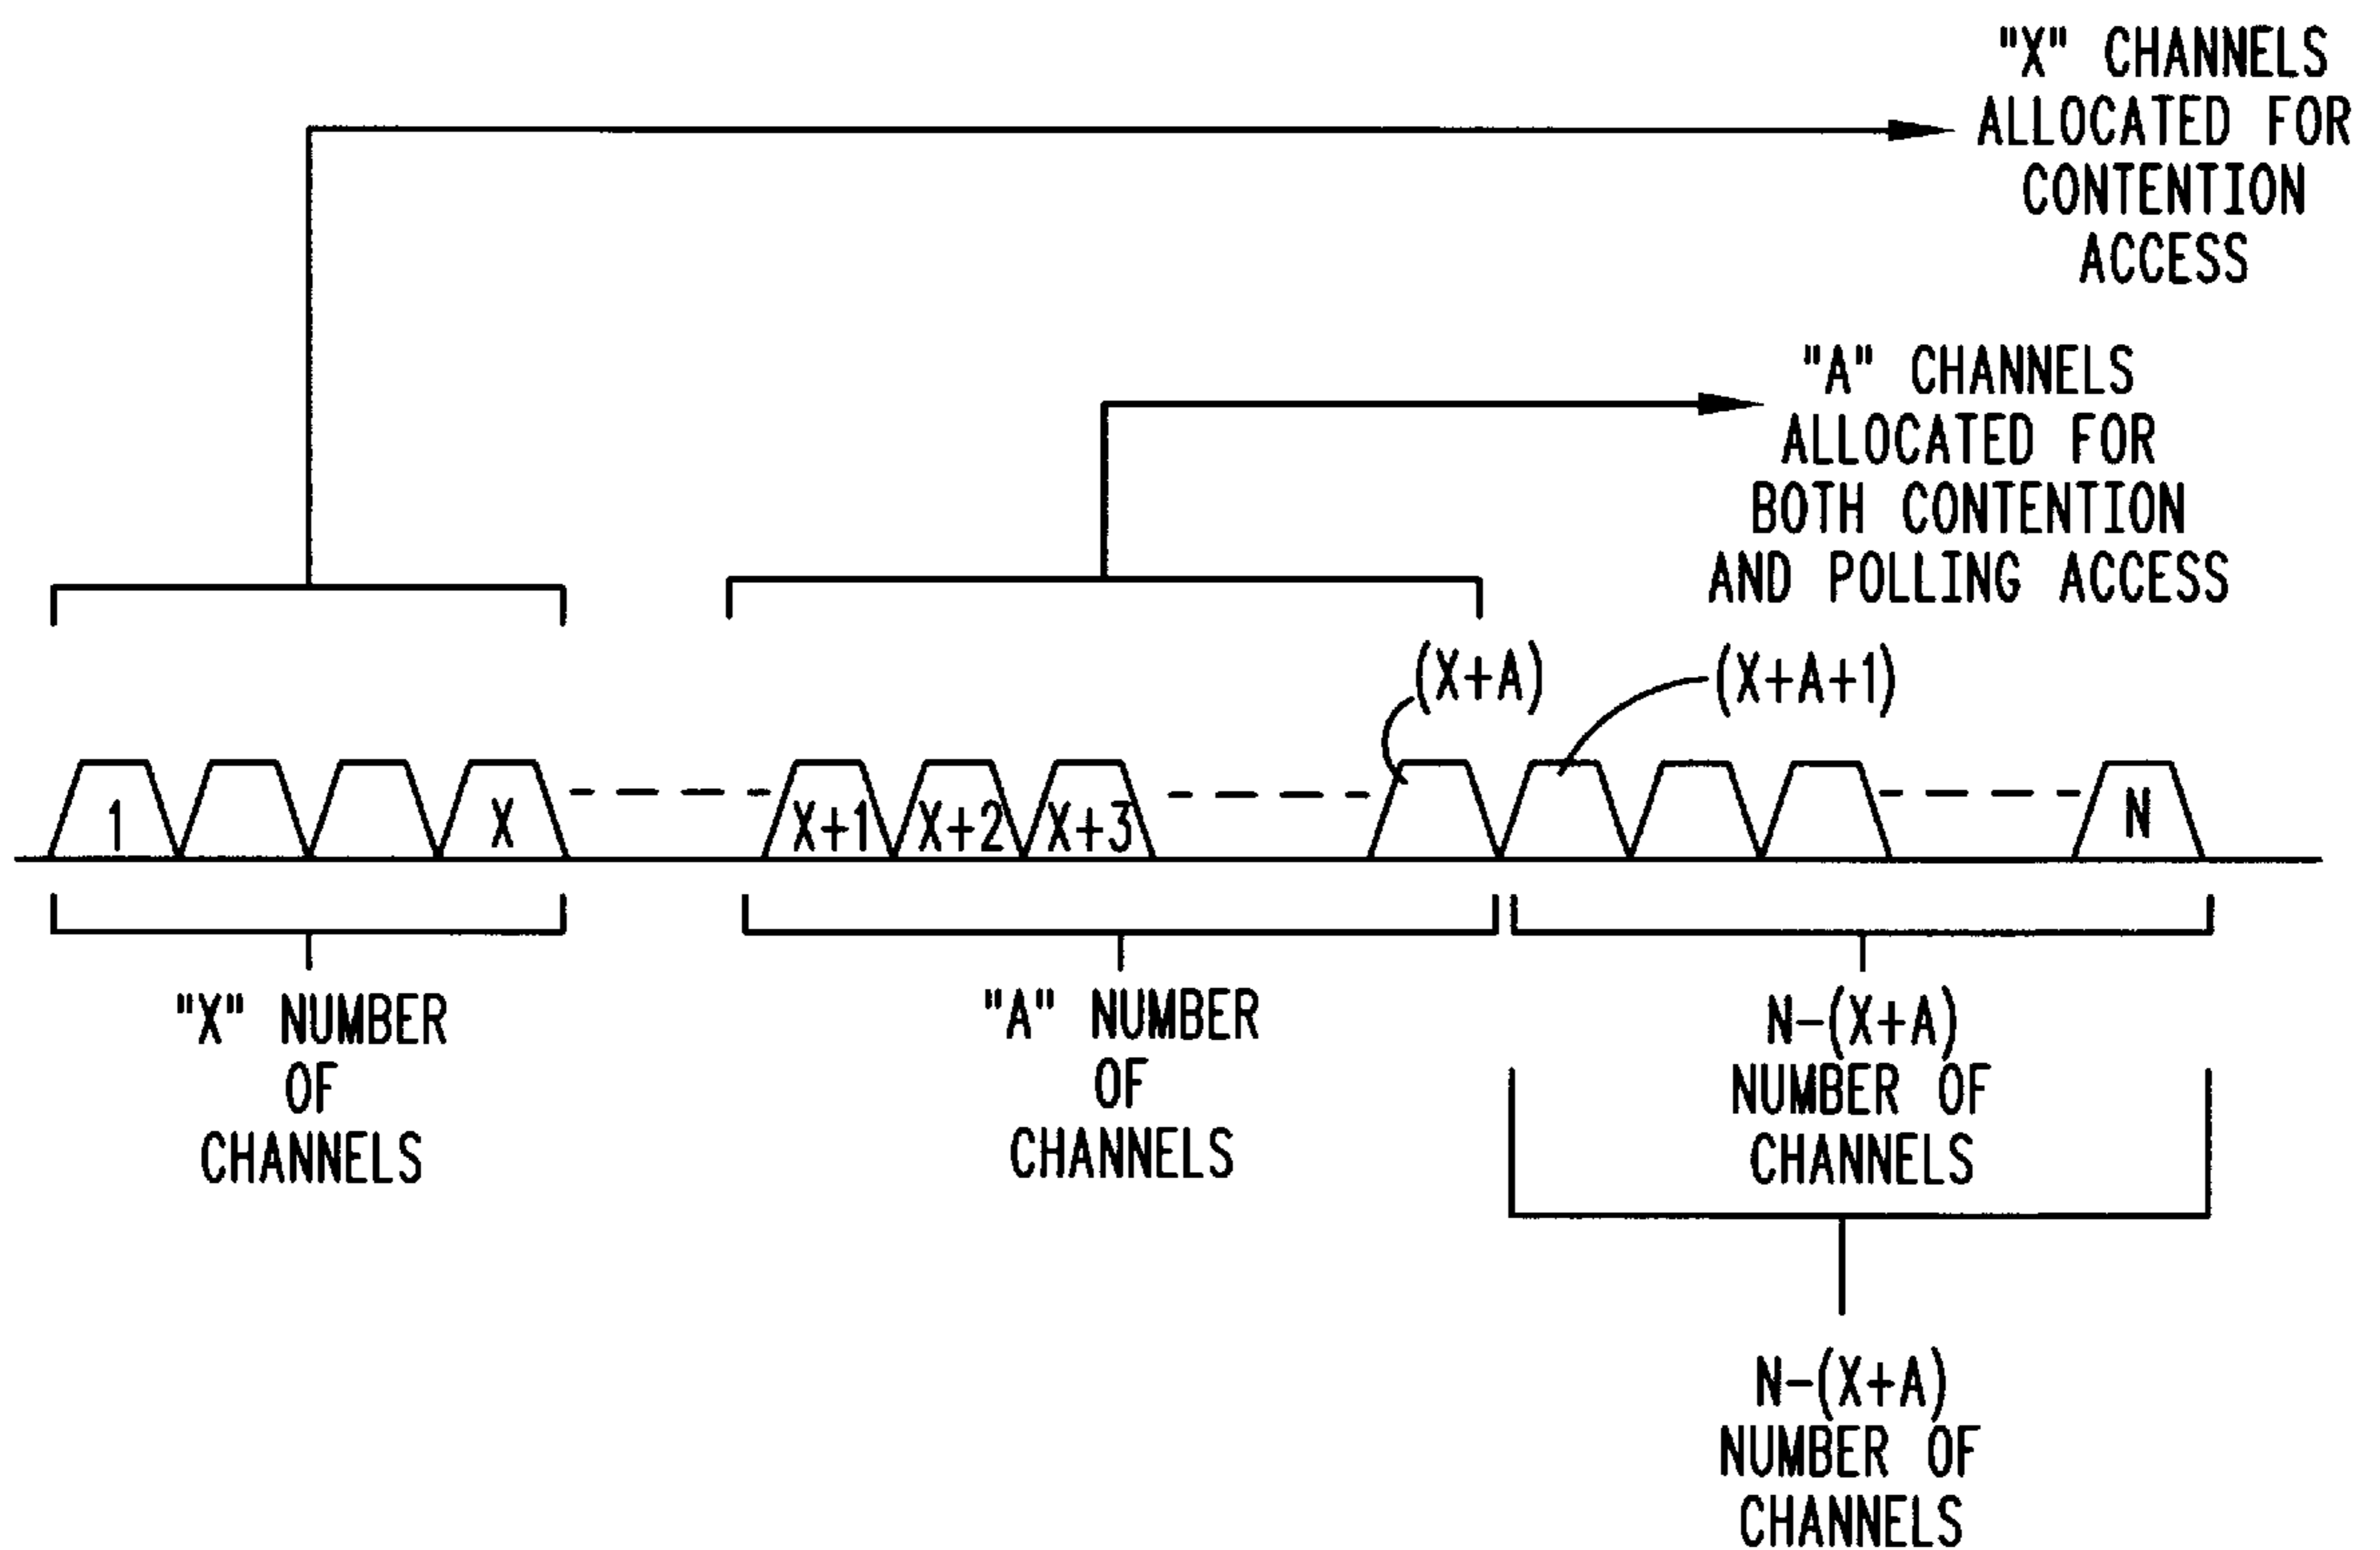 "X" CHANNELS
ALLOCATED FOR
CONTENTION
ACCESS
"A" CHANNELS
ALLOCATED FOR
BOTH CONTENTION
AND POLLING ACCESS
(X+A)
(X+A+1)
1
X
X+1
X+2
X+3
N
"X" NUMBER
OF
CHANNELS
"A" NUMBER
OF
CHANNELS
N-(X+A)
NUMBER OF
CHANNELS
N-(X+A)
NUMBER OF
CHANNELS